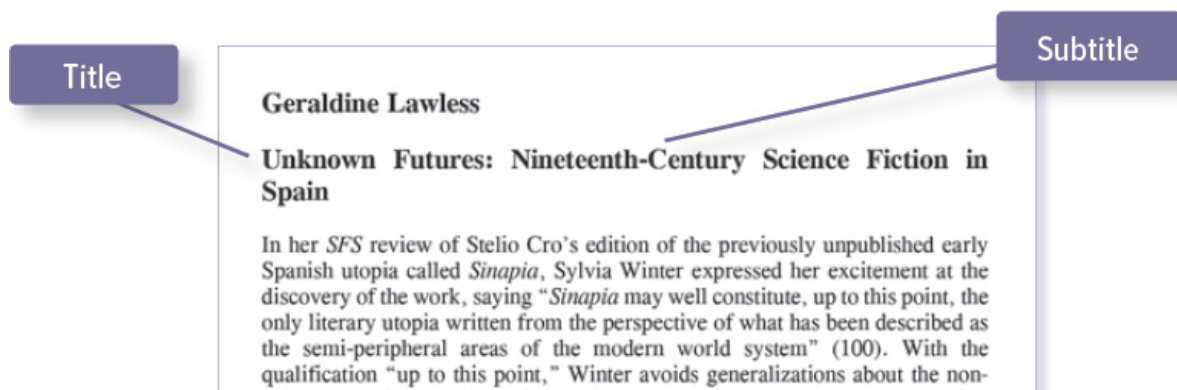 Title
Subtitle
Geraldine Lawless
Unknown Futures: Nineteenth-Century Science Fiction in
Spain
In her SFS review of Stelio Cro's edition of the previously unpublished early
Spanish utopia called Sinapia, Sylvia Winter expressed her excitement at the
discovery of the work, saying “Sinapia may well constitute, up to this point, the
only literary utopia written from the perspective of what has been described as
the semi-peripheral areas of the modern world system” (100). With the
qualification “up to this point,” Winter avoids generalizations about the non-